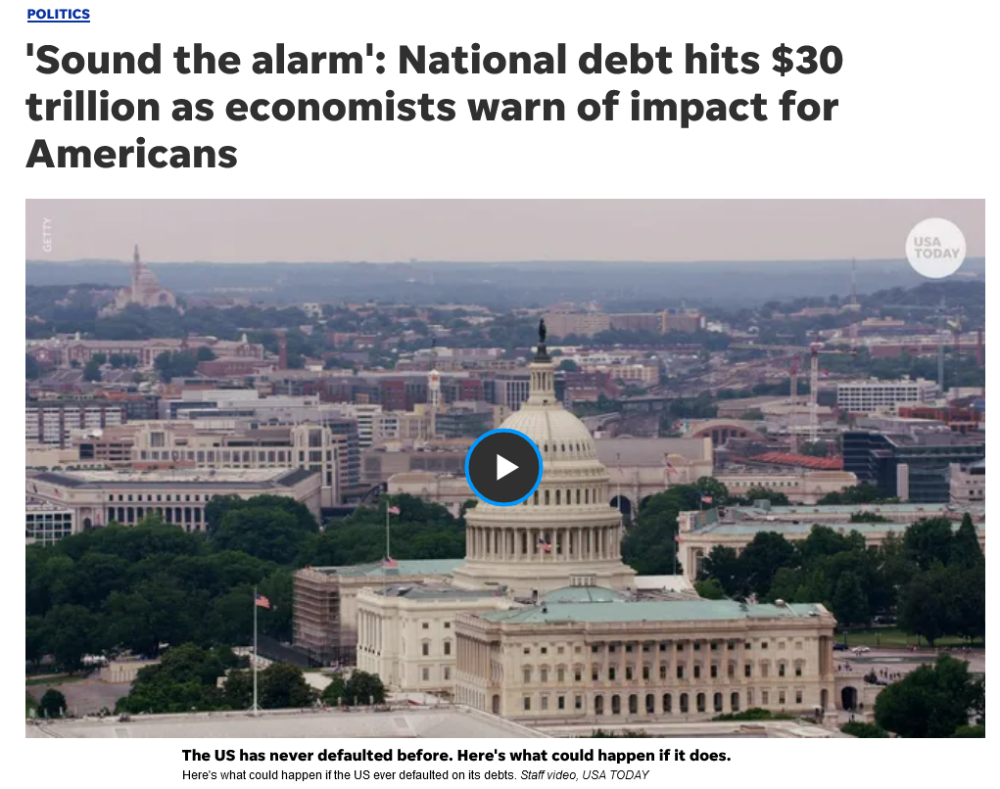 POLITICS
'Sound the alarm': National debt hits $30
trillion as economists warn of impact for
Americans
GETTY
USA
TODAY
The US has never defaulted before. Here's what could happen if it does.
Here's what could happen if the US ever defaulted on its debts. Staff video, USA TODAY